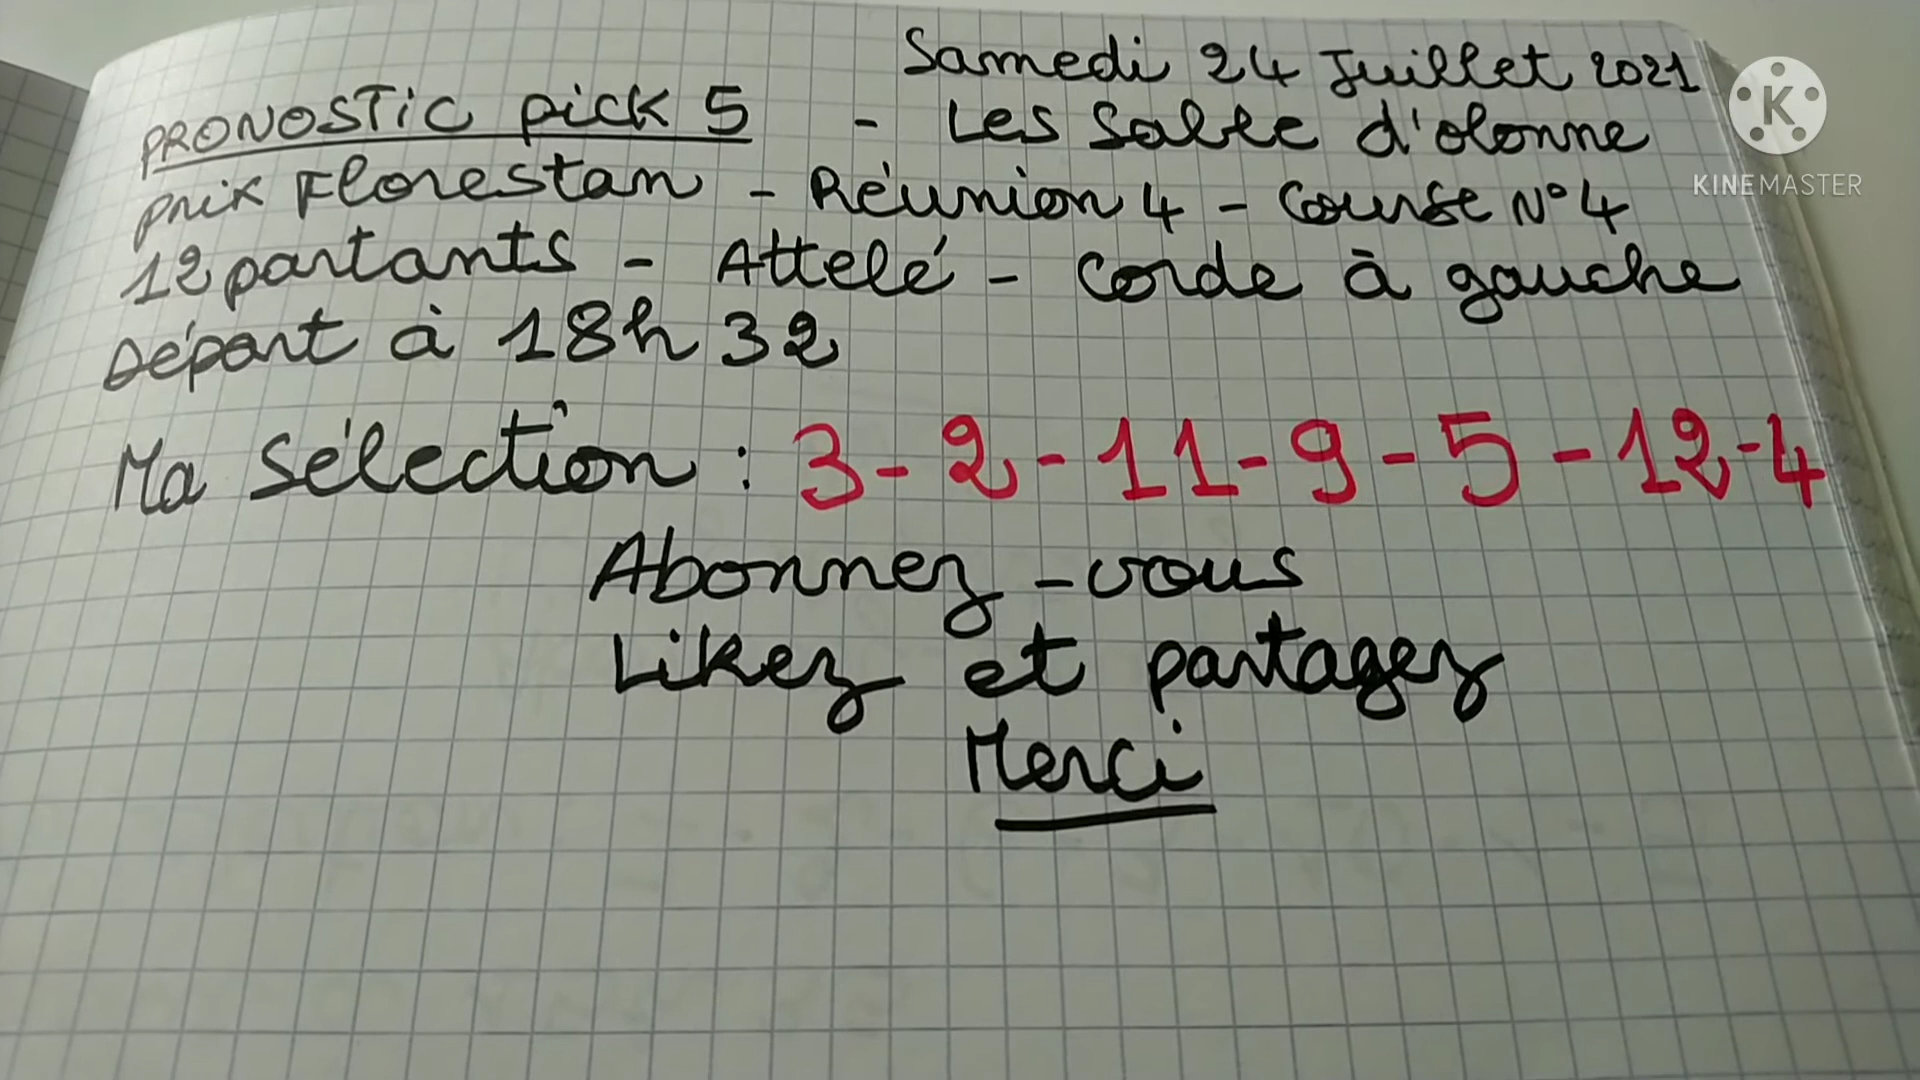 Samedi 24 Juillet 2021
PRONOSTIC pick 5 - Les Sable d'olonne
prix Florestan - Réunion 4 - Course N°4
12 partants - Attelé - Corde à gauche
Départ à 18h32
Ma sélection : 3 - 2 - 11 - 9 - 5 - 12 - 4
Abonnez-vous
Likez et partagez
Merci
K
KINEMASTER